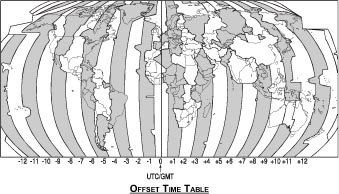 -12 -11 -10 -9 -8 -7 -6 -5 -4 -3 -2 -1 0 +1 +2 +3 +4 +5 +6 +7 +8 +9 +10 +11 +12
UTC/GMT
OFFSET TIME TABLE